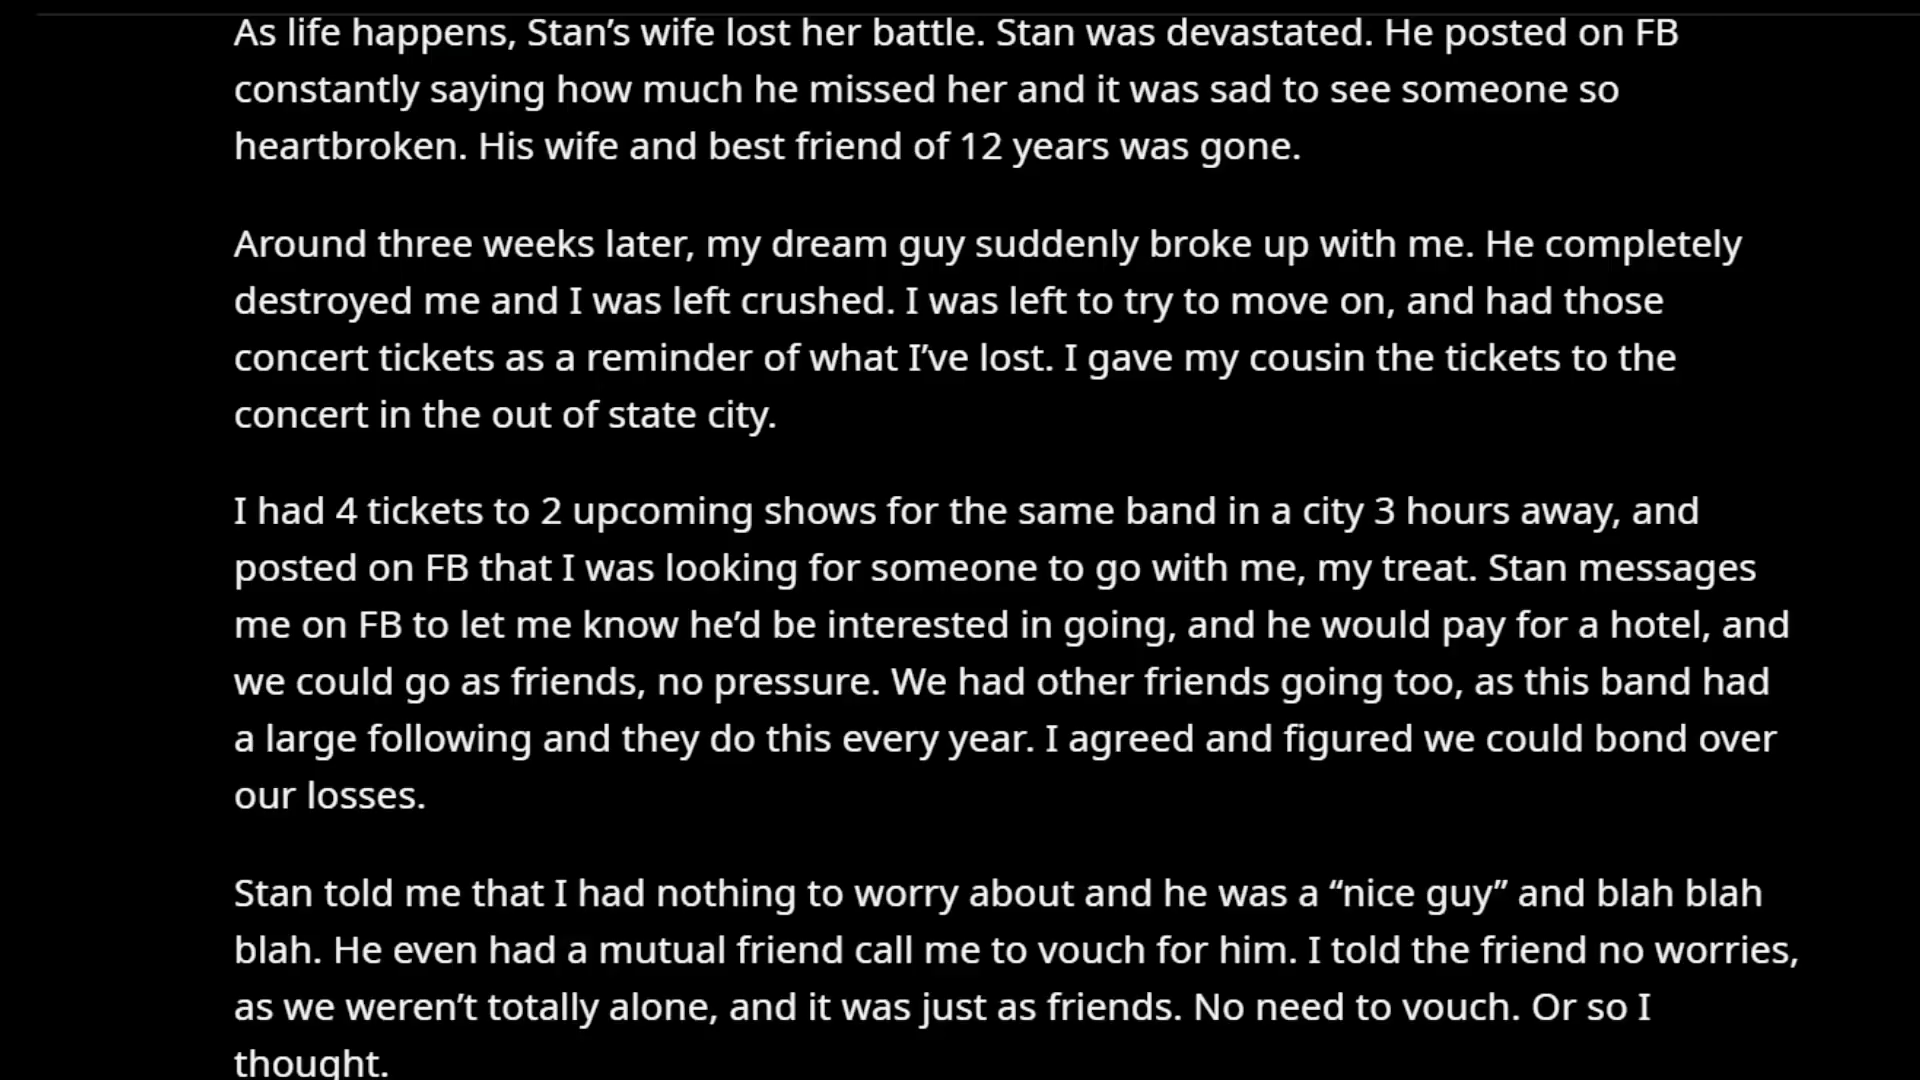 As life happens, Stan’s wife lost her battle. Stan was devastated. He posted on FB
constantly saying how much he missed her and it was sad to see someone so
heartbroken. His wife and best friend of 12 years was gone.
Around three weeks later, my dream guy suddenly broke up with me. He completely
destroyed me and I was left crushed. I was left to try to move on, and had those
concert tickets as a reminder of what I’ve lost. I gave my cousin the tickets to the
concert in the out of state city.
I had 4 tickets to 2 upcoming shows for the same band in a city 3 hours away, and
posted on FB that I was looking for someone to go with me, my treat. Stan messages
me on FB to let me know he’d be interested in going, and he would pay for a hotel, and
we could go as friends, no pressure. We had other friends going too, as this band had
a large following and they do this every year. I agreed and figured we could bond over
our losses.
Stan told me that I had nothing to worry about and he was a “nice guy” and blah blah
blah. He even had a mutual friend call me to vouch for him. I told the friend no worries,
as we weren’t totally alone, and it was just as friends. No need to vouch. Or so I
thought.